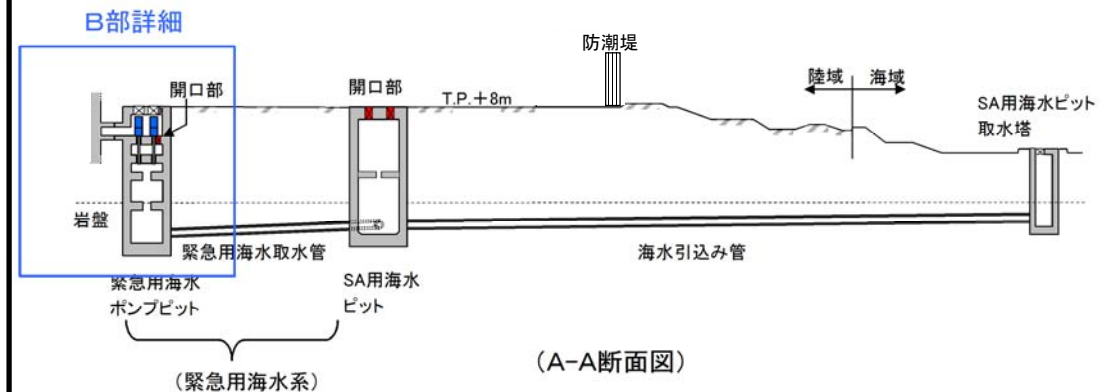 B部詳細
防潮堤
開口部
開口部
T.P.+8m
陸域
海域
SA用海水ピット
取水塔
岩盤
緊急用海水取水管
海水引込み管
緊急用海水
ポンプピット
SA用海水
ピット
(A-A断面図)
(緊急用海水系)